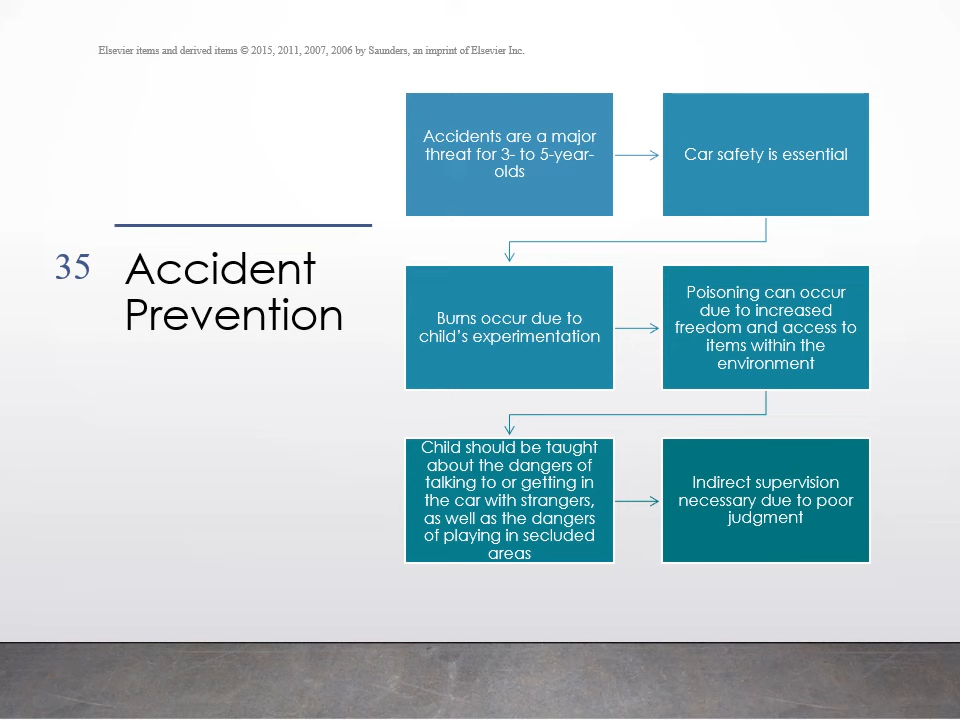 Elsevier items and derived items © 2015, 2011, 2007, 2006 by Saunders, an imprint of Elsevier Inc.
35
Accident
Prevention
Accidents are a major
threat for 3- to 5-year-
olds
Car safety is essential
Burns occur due to
child’s experimentation
Poisoning can occur
due to increased
freedom and access to
items within the
environment
Child should be taught
about the dangers of
talking to or getting in
the car with strangers,
as well as the dangers
of playing in secluded
areas
Indirect supervision
necessary due to poor
judgment